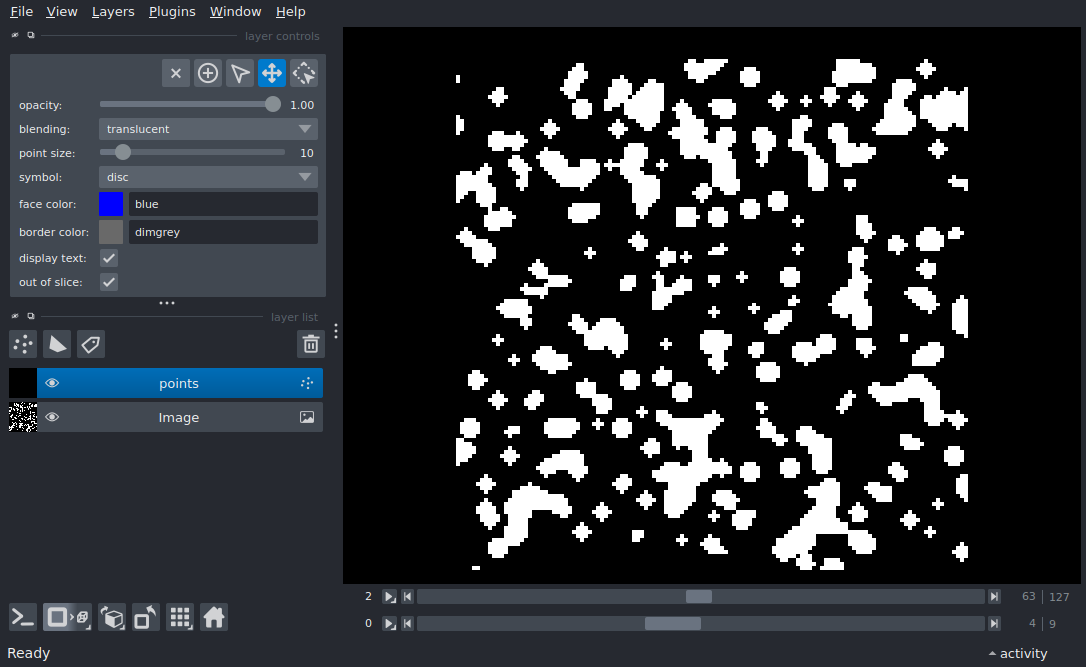 File View Layers Plugins Window Help
layer controls
opacity: 1.00
blending: translucent
point size: 10
symbol: disc
face color: blue
border color: dimgrey
display text:
out of slice:
layer list
points
Image
2 63 | 127
0 4 | 9
Ready activity